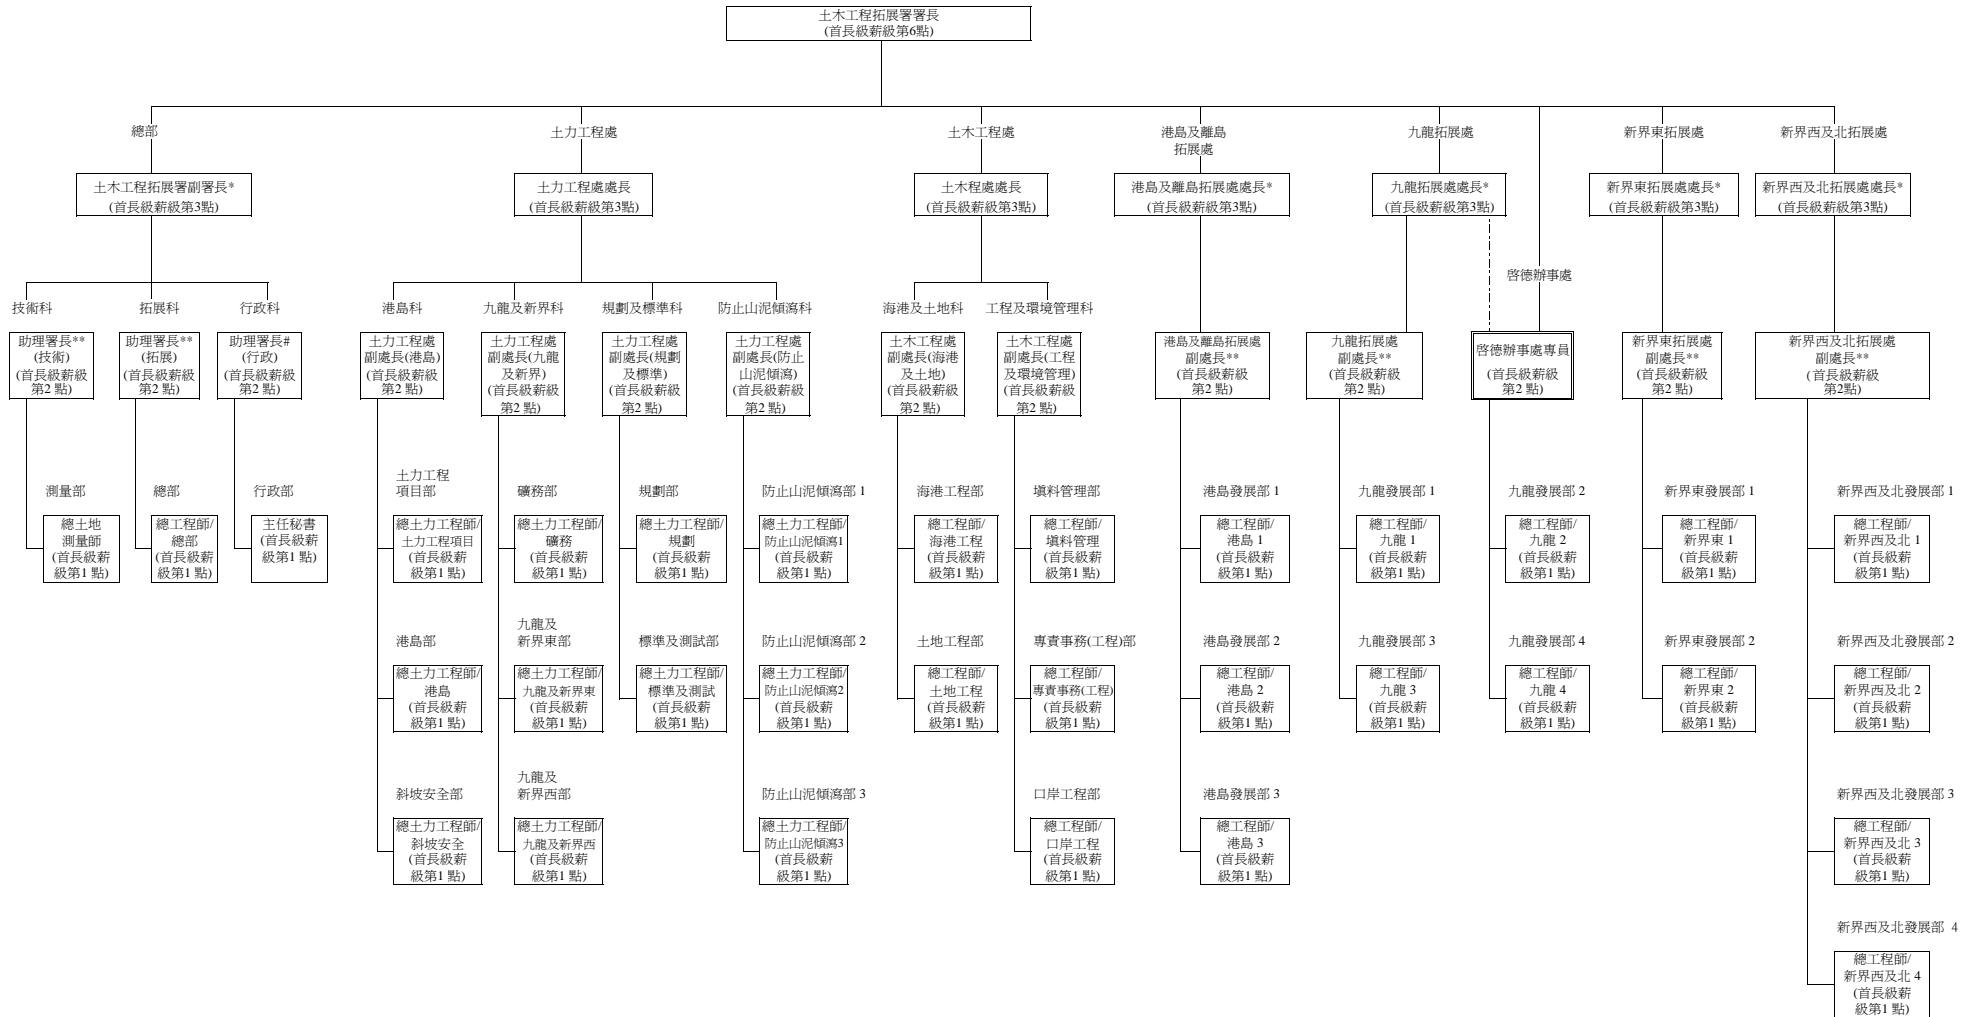 土木工程拓展署署長
(首長級薪級第6點)
總部
土力工程處
土木工程處
港島及離島
拓展處
九龍拓展處
新界東拓展處
新界西及北拓展處
土木工程拓展署副署長*
(首長級薪級第3點)
土力工程處處長
(首長級薪級第3點)
土木程處處長
(首長級薪級第3點)
港島及離島拓展處處長*
(首長級薪級第3點)
九龍拓展處處長*
(首長級薪級第3點)
新界東拓展處處長*
(首長級薪級第3點)
新界西及北拓展處處長*
(首長級薪級第3點)
啓德辦事處
技術科
拓展科
行政科
港島科
九龍及新界科
規劃及標準科
防止山泥傾瀉科
海港及土地科
工程及環境管理科
助理署長**
(技術)
(首長級薪級
第2 點)
助理署長**
(拓展)
(首長級薪級
第2 點)
助理署長#
(行政)
(首長級薪級
第2 點)
土力工程處
副處長(港島)
(首長級薪級
第2 點)
土力工程處
副處長(九龍
及新界)
(首長級薪級
第2 點)
土力工程處
副處長(規劃
及標準)
(首長級薪級
第2 點)
土力工程處
副處長(防止
山泥傾瀉)
(首長級薪級
第2 點)
土木工程處
副處長(海港
及土地)
(首長級薪級
第2 點)
土木工程處
副處長(工程
及環境管理)
(首長級薪級
第2 點)
港島及離島拓展處
副處長**
(首長級薪級
第2 點)
九龍拓展處
副處長**
(首長級薪級
第2 點)
啓德辦事處專員
(首長級薪級
第2 點)
新界東拓展處
副處長**
(首長級薪級
第2 點)
新界西及北拓展處
副處長**
(首長級薪級
第2點)
測量部
總部
行政部
土力工程
項目部
礦務部
規劃部
防止山泥傾瀉部 1
海港工程部
填料管理部
港島發展部 1
九龍發展部 1
九龍發展部 2
新界東發展部 1
新界西及北發展部 1
總土地
測量師
(首長級薪
級第1 點)
總工程師/
總部
(首長級薪
級第1 點)
主任秘書
(首長級薪
級第1 點)
總土力工程師/
土力工程項目
(首長級薪
級第1 點)
總土力工程師/
礦務
(首長級薪
級第1 點)
總土力工程師/
規劃
(首長級薪
級第1 點)
總土力工程師/
防止山泥傾瀉1
(首長級薪
級第1 點)
總工程師/
海港工程
(首長級薪
級第1 點)
總工程師/
填料管理
(首長級薪
級第1 點)
總工程師/
港島 1
(首長級薪
級第1 點)
總工程師/
九龍 1
(首長級薪
級第1 點)
總工程師/
九龍 2
(首長級薪
級第1 點)
總工程師/
新界東 1
(首長級薪
級第1 點)
總工程師/
新界西及北 1
(首長級薪
級第1 點)
港島部
九龍及
新界東部
標準及測試部
防止山泥傾瀉部 2
土地工程部
專責事務(工程)部
港島發展部 2
九龍發展部 3
九龍發展部 4
新界東發展部 2
新界西及北發展部 2
總土力工程師/
港島
(首長級薪
級第1 點)
總土力工程師/
九龍及新界東
(首長級薪
級第1 點)
總土力工程師/
標準及測試
(首長級薪
級第1 點)
總土力工程師/
防止山泥傾瀉2
(首長級薪
級第1 點)
總工程師/
土地工程
(首長級薪
級第1 點)
總工程師/
專責事務(工程)
(首長級薪
級第1 點)
總工程師/
港島 2
(首長級薪
級第1 點)
總工程師/
九龍 3
(首長級薪
級第1 點)
總工程師/
九龍 4
(首長級薪
級第1 點)
總工程師/
新界東 2
(首長級薪
級第1 點)
總工程師/
新界西及北 2
(首長級薪
級第1 點)
斜坡安全部
九龍及
新界西部
防止山泥傾瀉部 3
口岸工程部
港島發展部 3
新界西及北發展部 3
總土力工程師/
斜坡安全
(首長級薪
級第1 點)
總土力工程師/
九龍及新界西
(首長級薪
級第1 點)
總土力工程師/
防止山泥傾瀉3
(首長級薪
級第1 點)
總工程師/
口岸工程
(首長級薪
級第1 點)
總工程師/
港島 3
(首長級薪
級第1 點)
總工程師/
新界西及北 3
(首長級薪
級第1 點)
新界西及北發展部 4
總工程師/
新界西及北 4
(首長級薪
級第1 點)